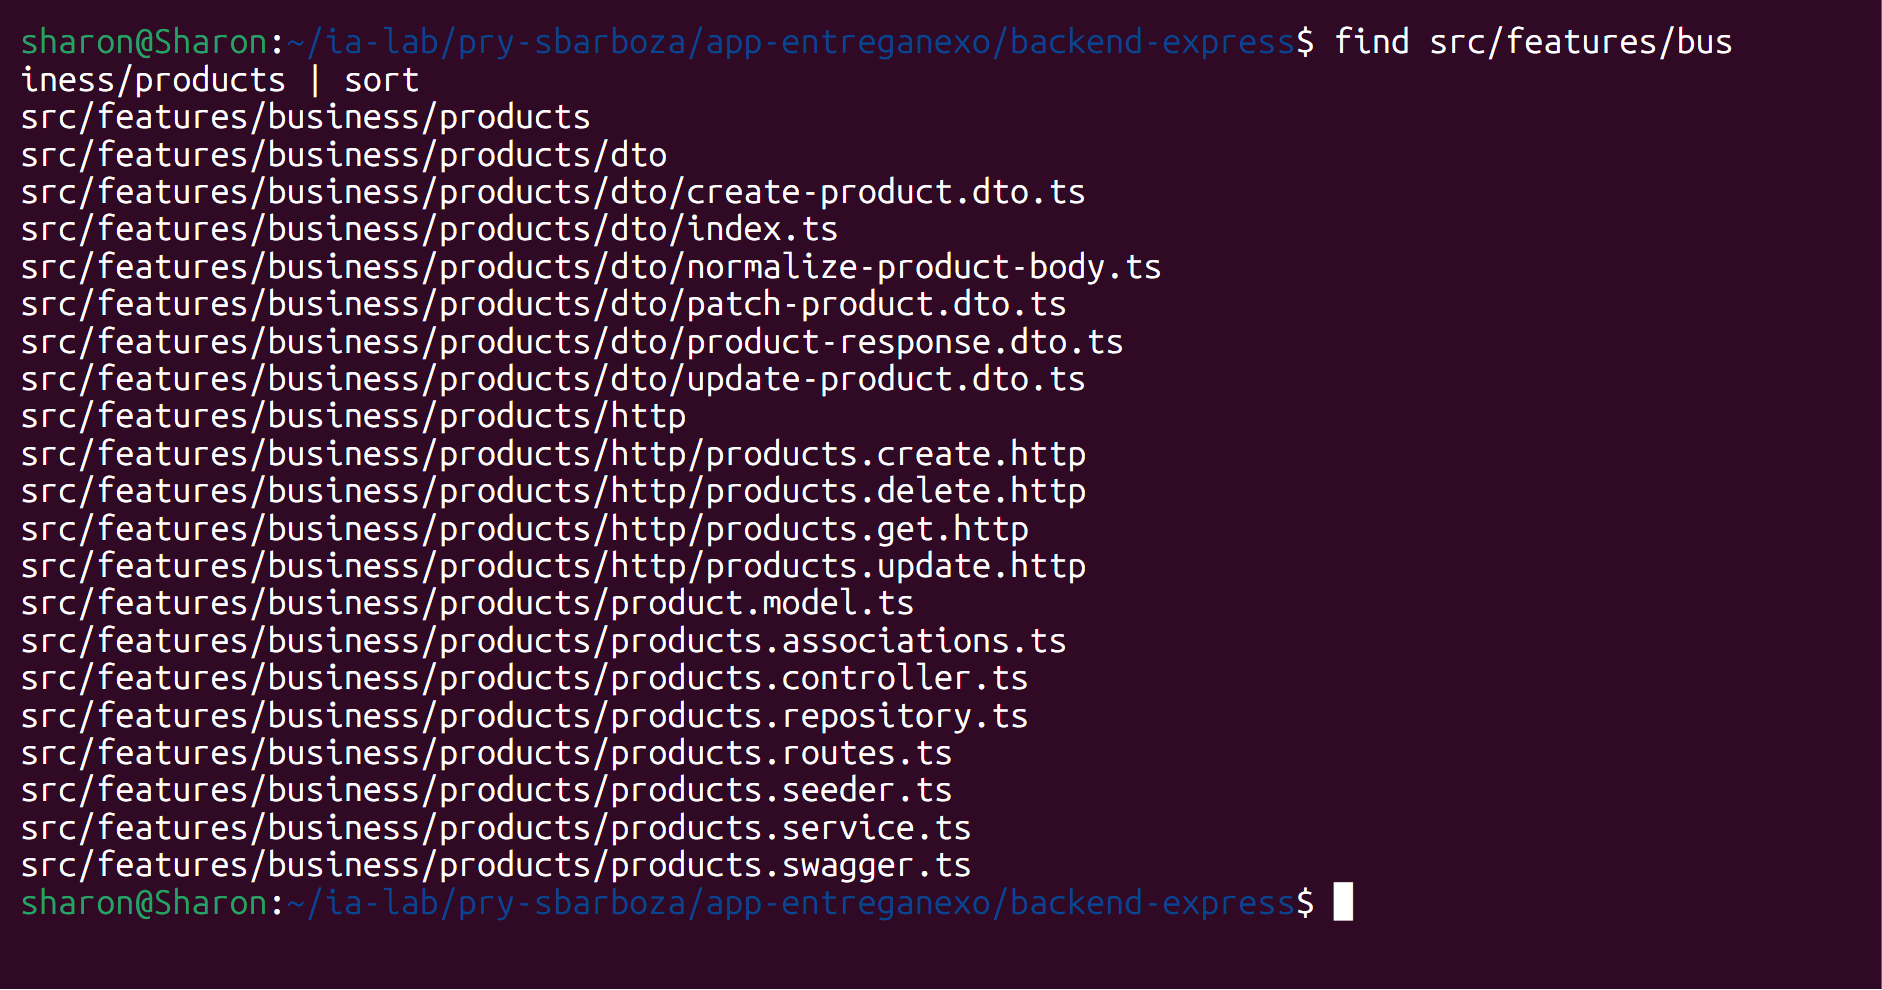 sharon@Sharon:~/ia-lab/pry-sbarboza/app-entreganexo/backend-express$ find src/features/bus
iness/products | sort
src/features/business/products
src/features/business/products/dto
src/features/business/products/dto/create-product.dto.ts
src/features/business/products/dto/index.ts
src/features/business/products/dto/normalize-product-body.ts
src/features/business/products/dto/patch-product.dto.ts
src/features/business/products/dto/product-response.dto.ts
src/features/business/products/dto/update-product.dto.ts
src/features/business/products/http
src/features/business/products/http/products.create.http
src/features/business/products/http/products.delete.http
src/features/business/products/http/products.get.http
src/features/business/products/http/products.update.http
src/features/business/products/product.model.ts
src/features/business/products/products.associations.ts
src/features/business/products/products.controller.ts
src/features/business/products/products.repository.ts
src/features/business/products/products.routes.ts
src/features/business/products/products.seeder.ts
src/features/business/products/products.service.ts
src/features/business/products/products.swagger.ts
sharon@Sharon:~/ia-lab/pry-sbarboza/app-entreganexo/backend-express$